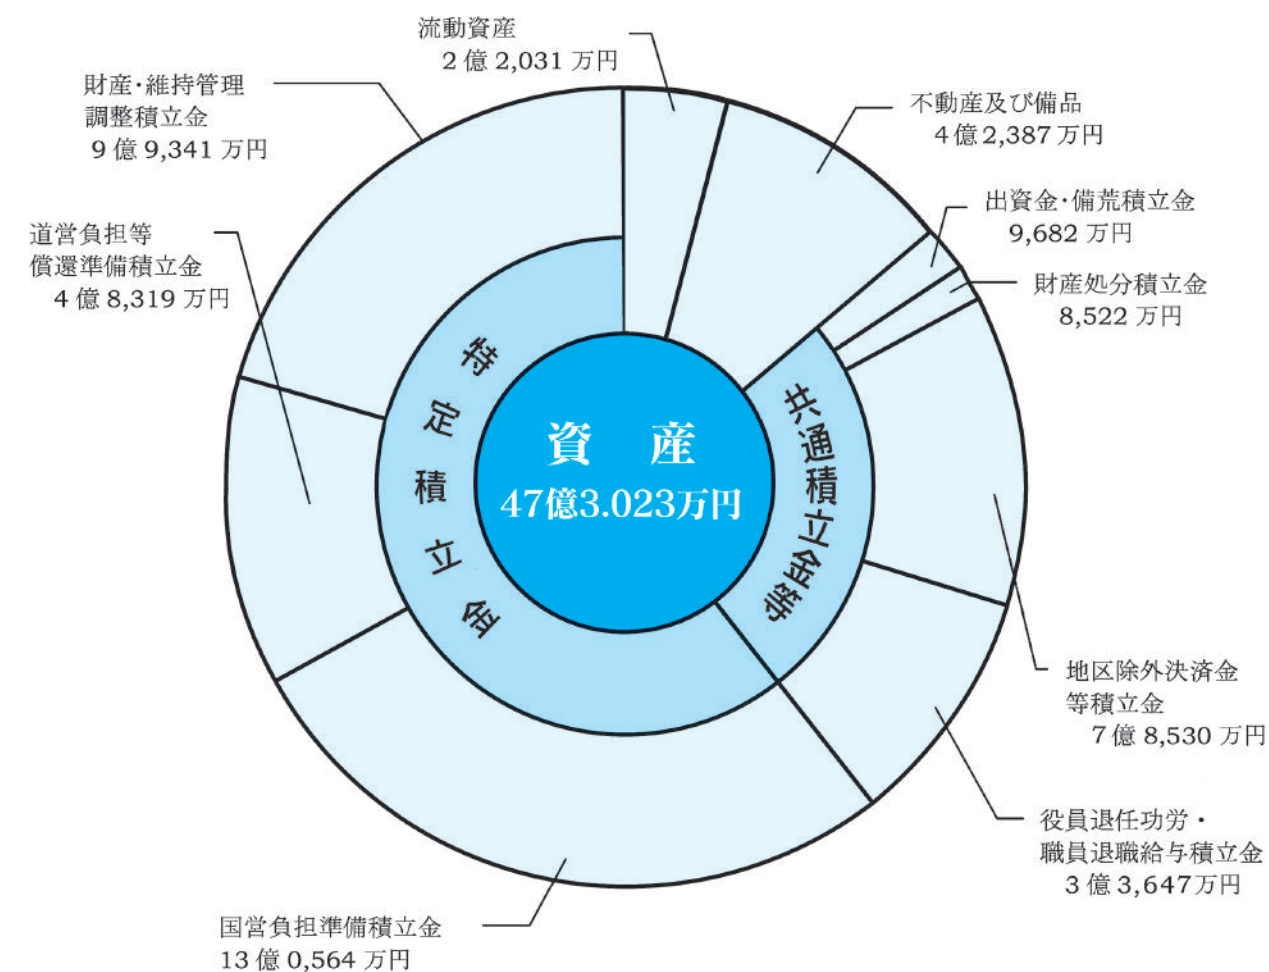 流動資産
2億 2,031 万円
財産・維持管理
調整積立金
9 億 9,341 万円
不動産及び備品
4億 2,387 万円
出資金・備荒積立金
9,682 万円
道営負担等
償還準備積立金
4 億 8,319 万円
財産処分積立金
8,522 万円
特定積立金
共通積立金等
資 産
47億3.023万円
地区除外決済金
等積立金
7 億 8,530 万円
役員退任功労・
職員退職給与積立金
3 億 3,647万円
国営負担準備積立金
13 億 0,564 万円